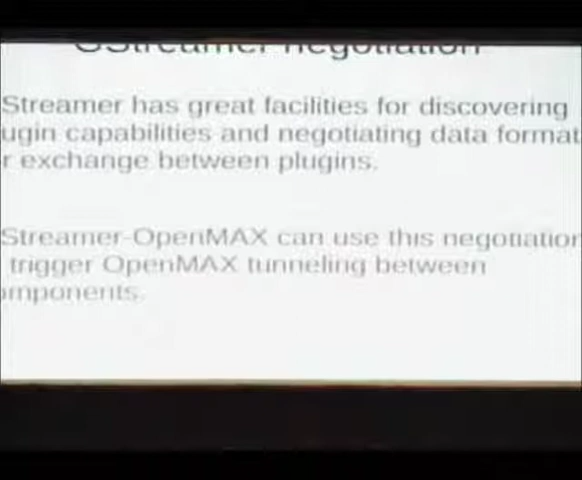 GStreamer negotiation
Streamer has great facilities for discovering
ugin capabilities and negotiating data format
r exchange between plugins.
Streamer-OpenMAX can use this negotiation
trigger OpenMAX tunneling between
omponents.